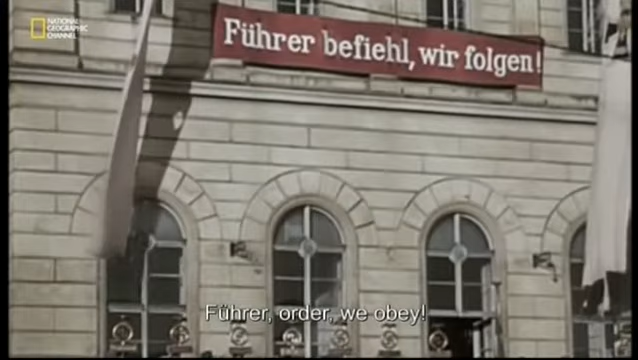 NATIONAL
GEOGRAPHIC
CHANNEL
Führer befiehl, wir folgen!
Führer, order, we obey!